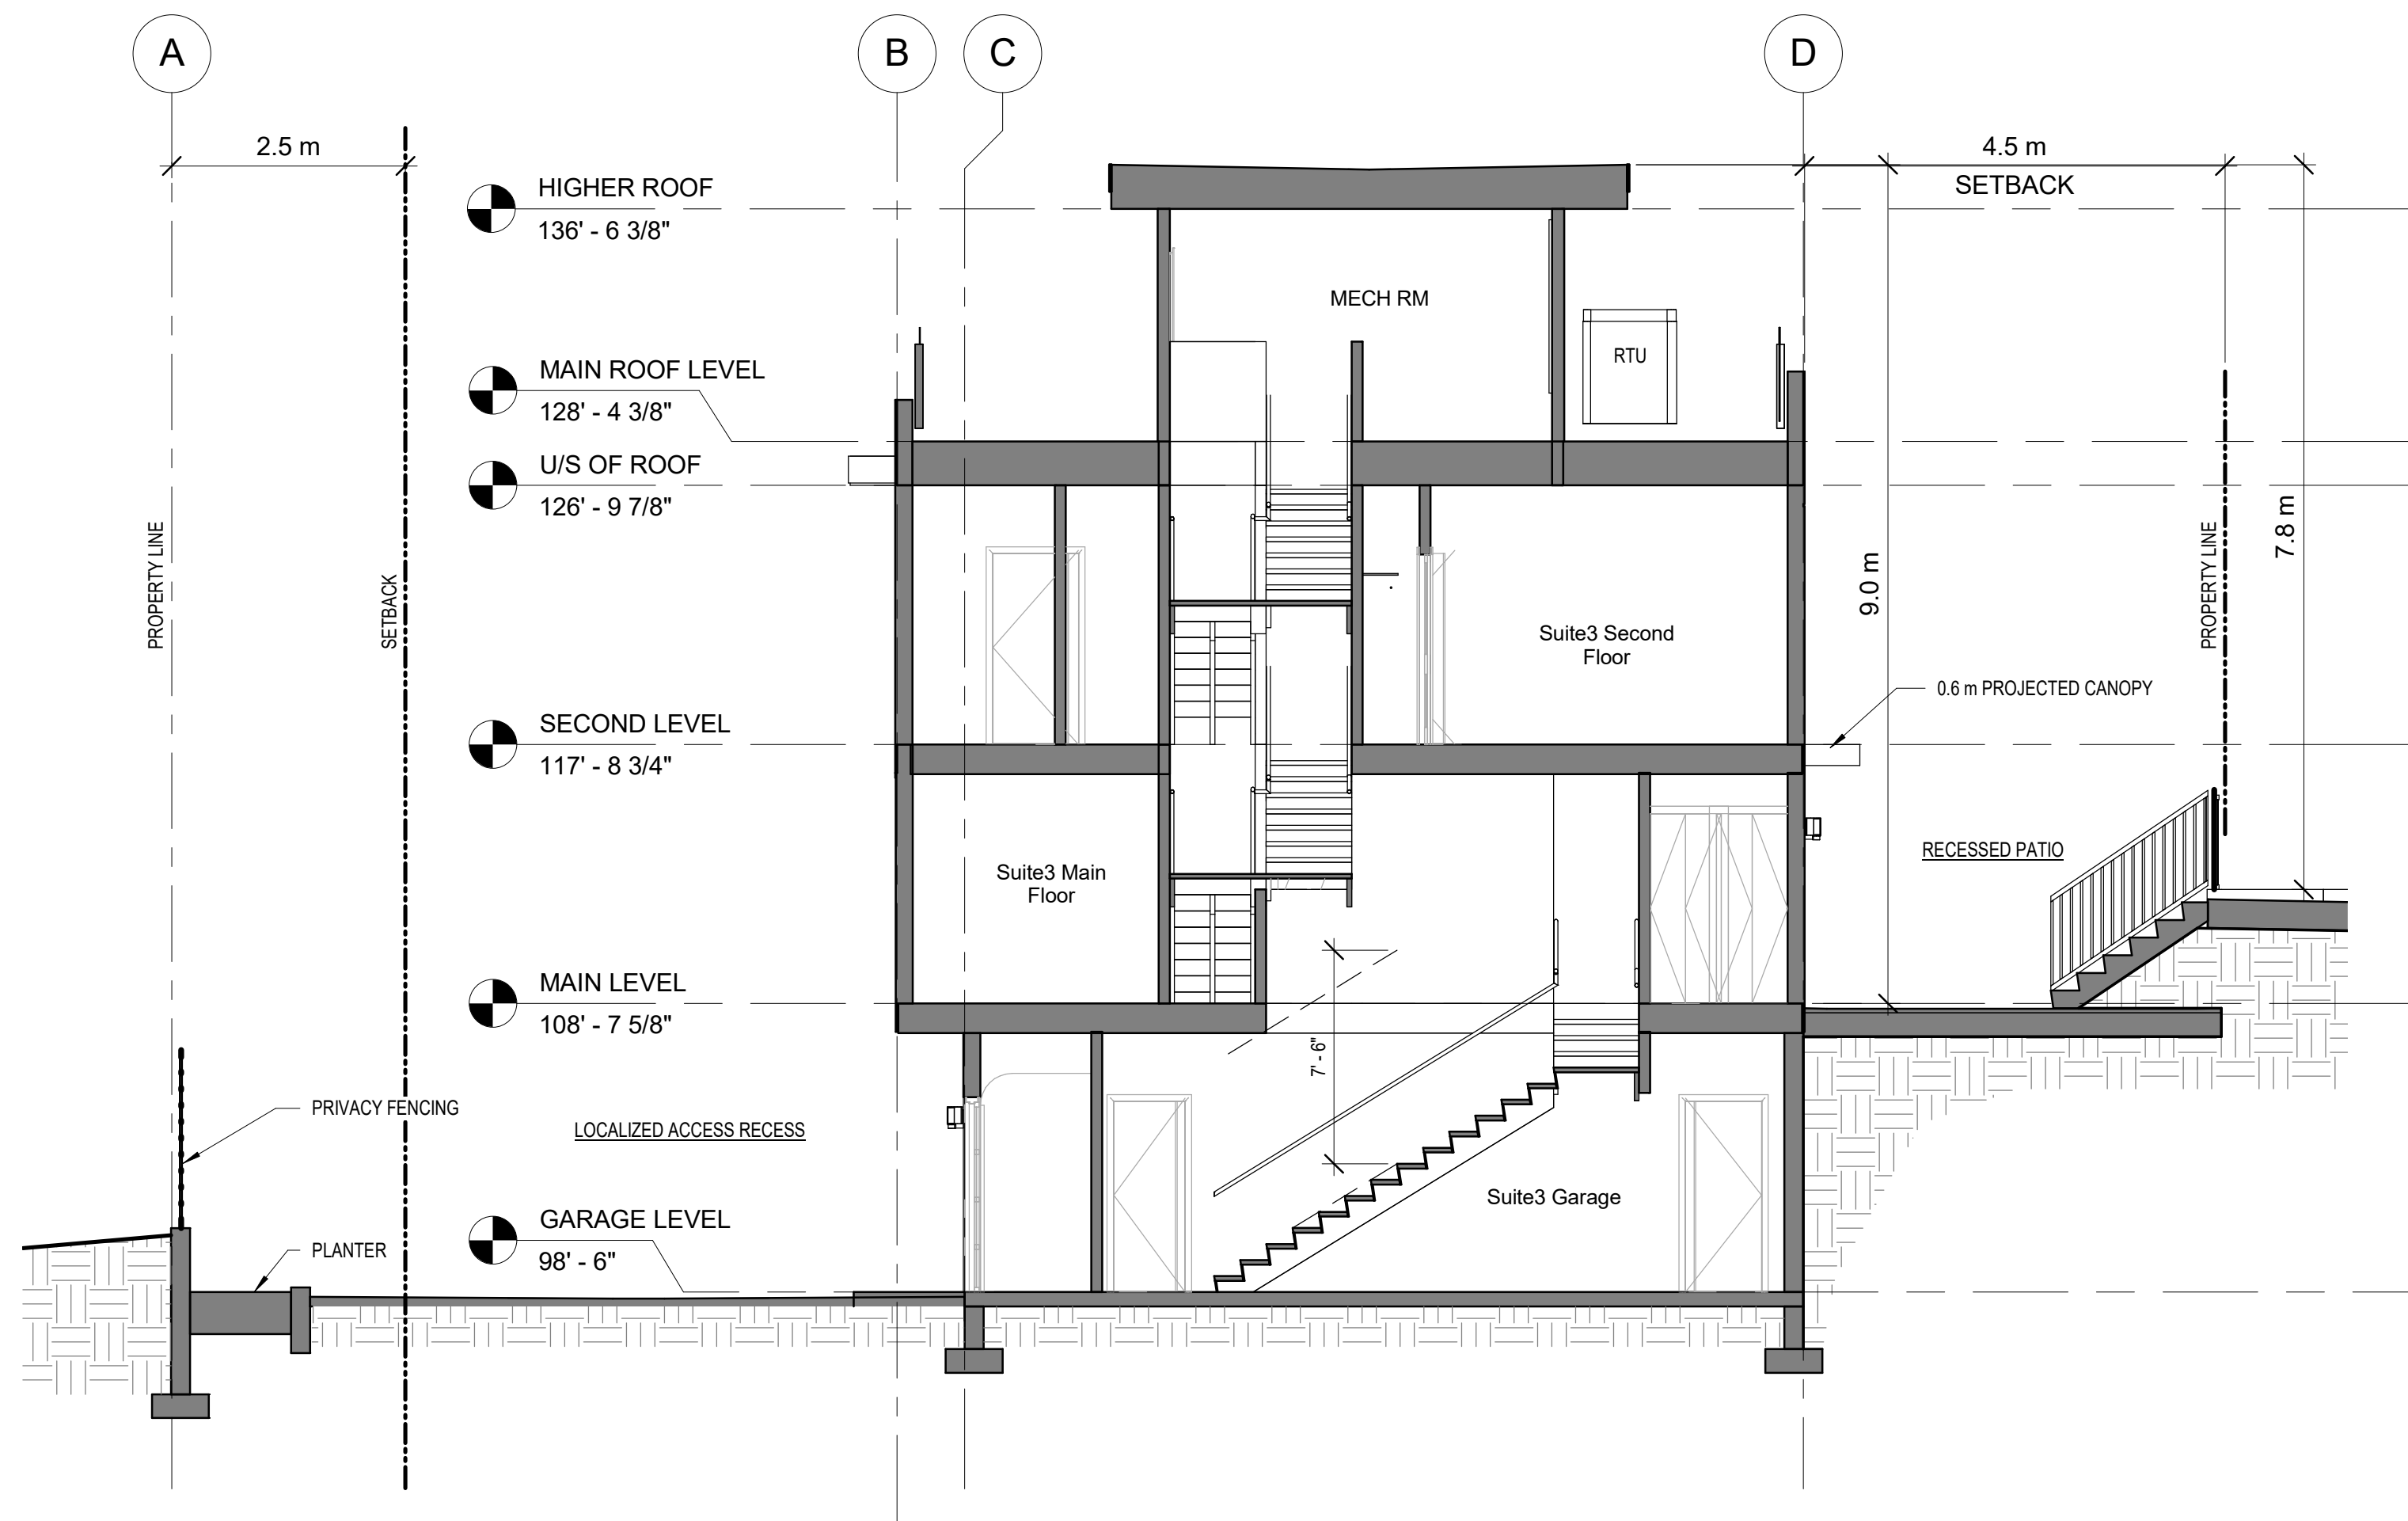 A
B
C
D
2.5 m
4.5 m
SETBACK
HIGHER ROOF
136' - 6 3/8"
MECH RM
RTU
MAIN ROOF LEVEL
128' - 4 3/8"
U/S OF ROOF
126' - 9 7/8"
PROPERTY LINE
SETBACK
PROPERTY LINE
7.8 m
9.0 m
Suite3 Second
Floor
0.6 m PROJECTED CANOPY
SECOND LEVEL
117' - 8 3/4"
RECESSED PATIO
Suite3 Main
Floor
MAIN LEVEL
108' - 7 5/8"
7' - 6"
PRIVACY FENCING
LOCALIZED ACCESS RECESS
Suite3 Garage
GARAGE LEVEL
98' - 6"
PLANTER